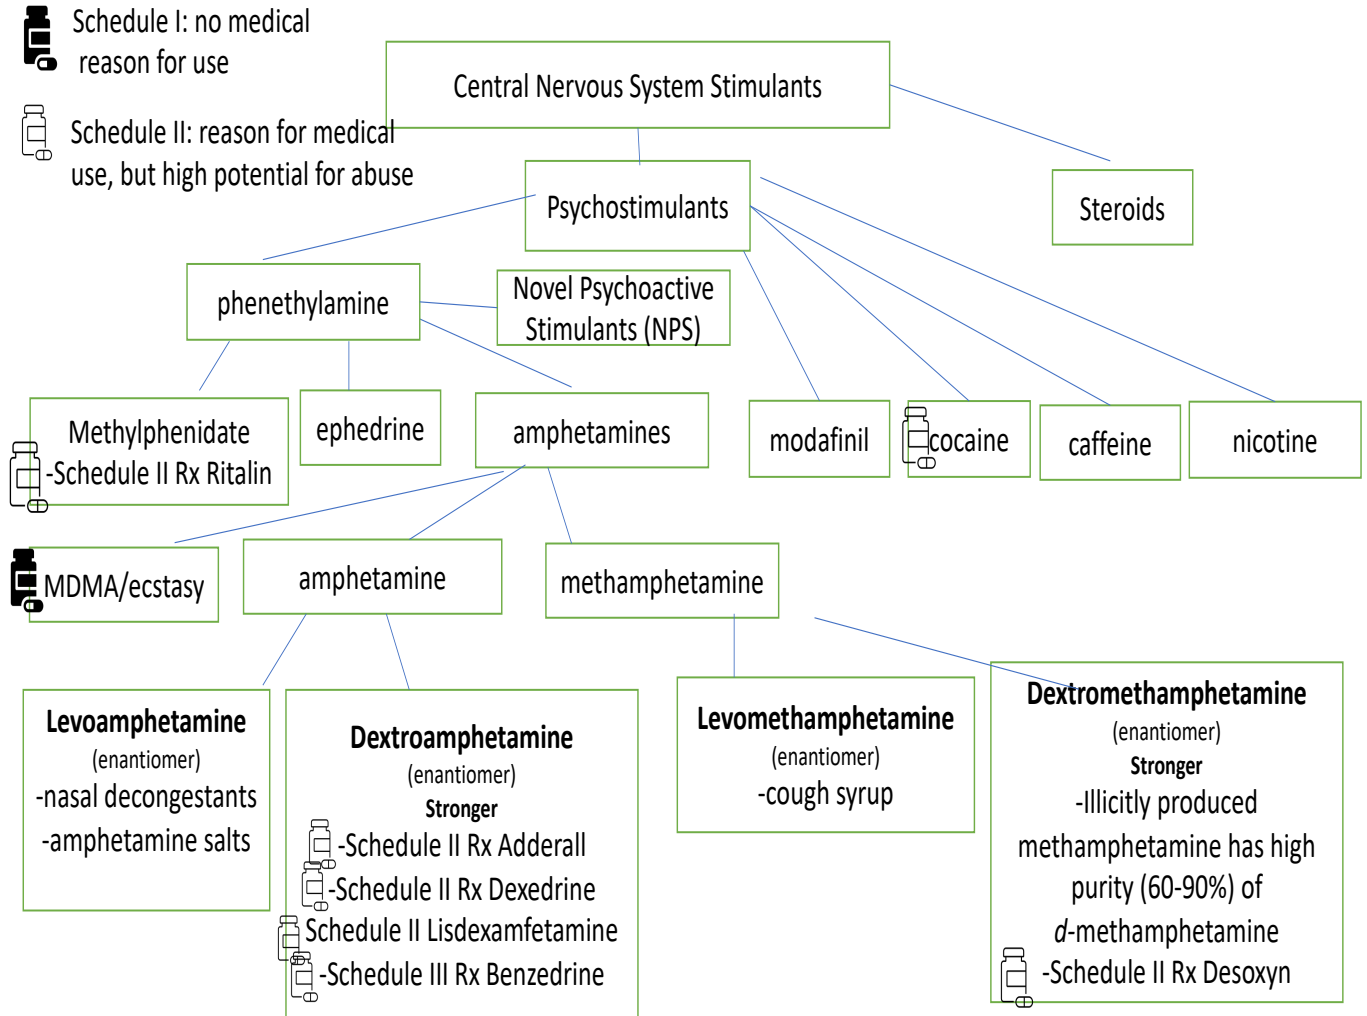 Schedule I: no medical
reason for use
Schedule II: reason for medical
use, but high potential for abuse
Central Nervous System Stimulants
Psychostimulants
Steroids
phenethylamine
Novel Psychoactive
Stimulants (NPS)
Methylphenidate
-Schedule II Rx Ritalin
ephedrine
amphetamines
modafinil
cocaine
caffeine
nicotine
MDMA/ecstasy
amphetamine
methamphetamine
Levoamphetamine
(enantiomer)
-nasal decongestants
-amphetamine salts
Dextroamphetamine
(enantiomer)
Stronger
-Schedule II Rx Adderall
-Schedule II Rx Dexedrine
Schedule II Lisdexamfetamine
-Schedule III Rx Benzedrine
Levomethamphetamine
(enantiomer)
-cough syrup
Dextromethamphetamine
(enantiomer)
Stronger
-Illicitly produced
methamphetamine has high
purity (60-90%) of
d-methamphetamine
-Schedule II Rx Desoxyn